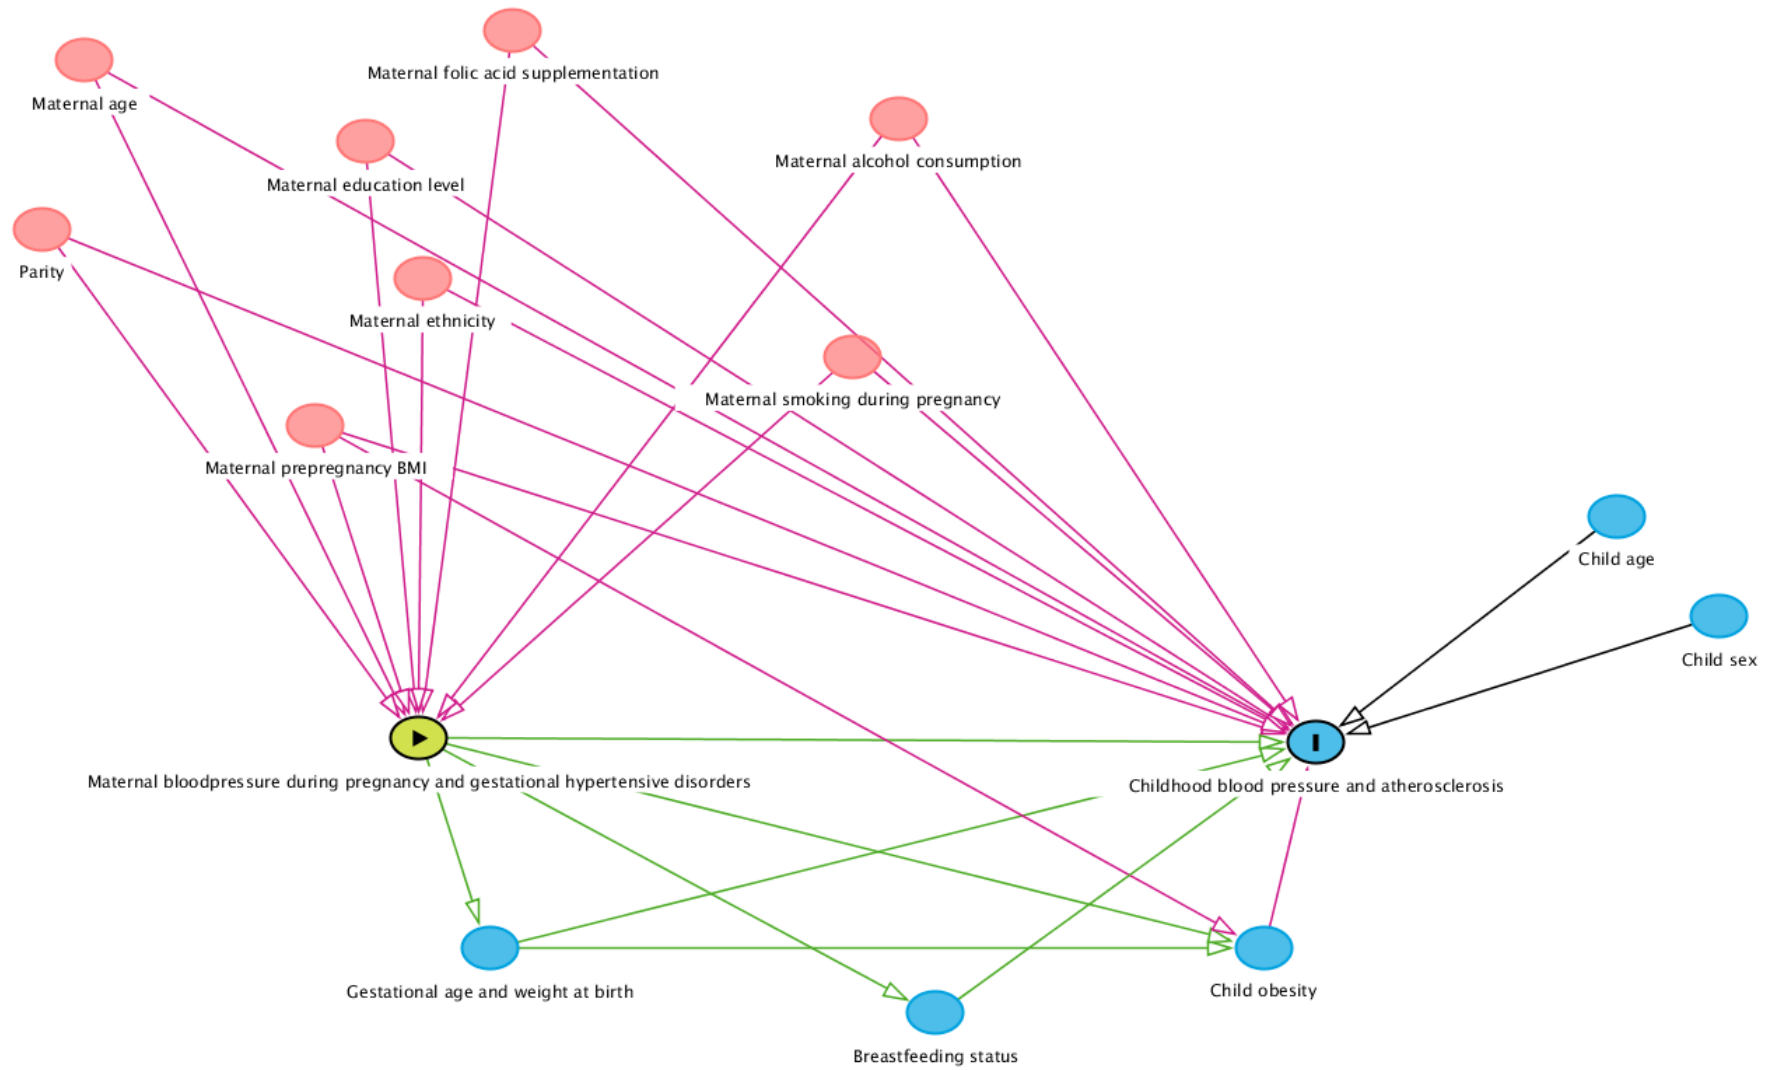 Maternal folic acid supplementation
Maternal age
Maternal alcohol consumption
Maternal education level
Parity
Maternal ethnicity
Maternal smoking during pregnancy
Maternal prepregnancy BMI
Child age
Child sex
Maternal bloodpressure during pregnancy and gestational hypertensive disorders
Childhood blood pressure and atherosclerosis
Gestational age and weight at birth
Child obesity
Breastfeeding status